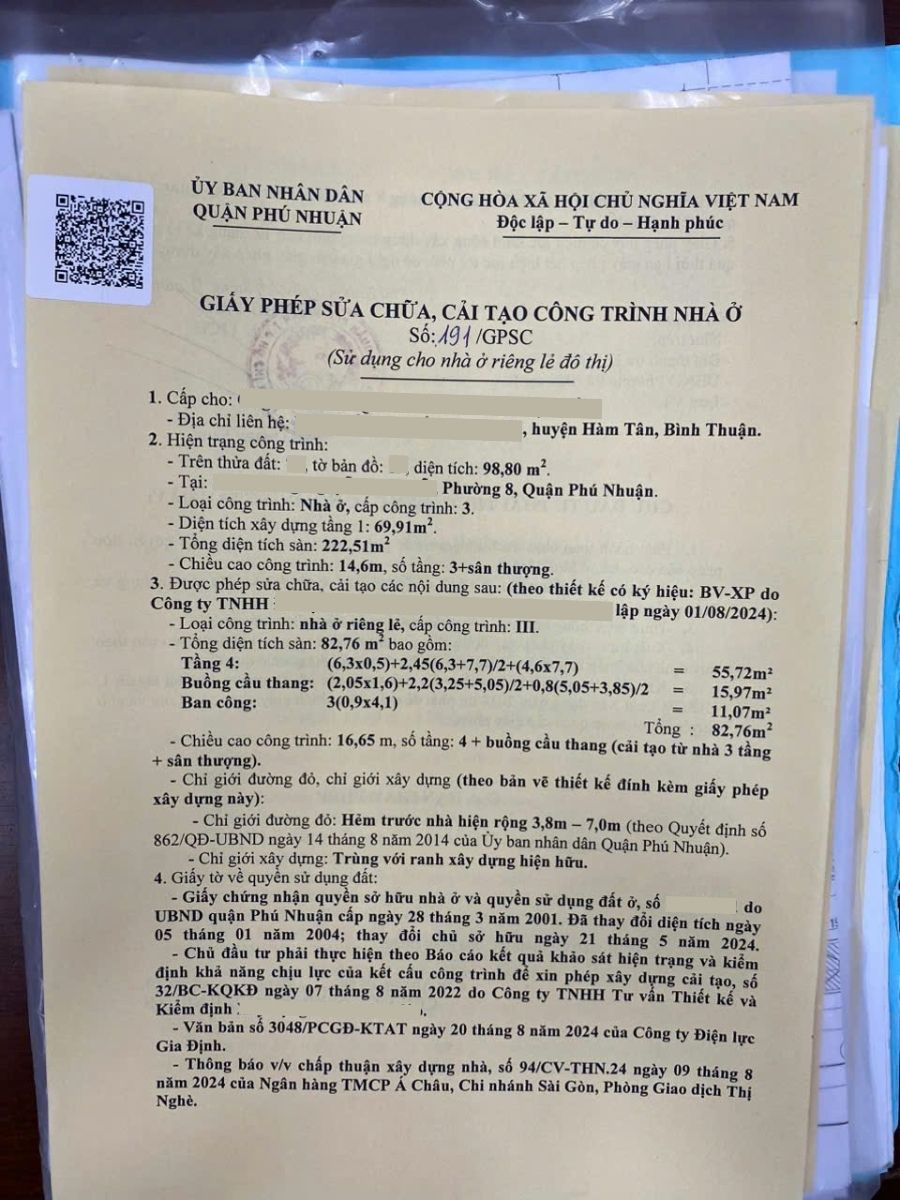 ỦY BAN NHÂN DÂN
QUẬN PHÚ NHUẬN
CỘNG HÒA XÃ HỘI CHỦ NGHĨA VIỆT NAM
Độc lập – Tự do – Hạnh phúc
GIẤY PHÉP SỬA CHỮA, CẢI TẠO CÔNG TRÌNH NHÀ Ở
Số: 191/GPSC
(Sử dụng cho nhà ở riêng lẻ đô thị)
1. Cấp cho:
- Địa chỉ liên hệ: , huyện Hàm Tân, Bình Thuận.
2. Hiện trạng công trình:
- Trên thửa đất: , tờ bản đồ: , diện tích: 98,80 m².
- Tại: , Phường 8, Quận Phú Nhuận.
- Loại công trình: Nhà ở, cấp công trình: 3.
- Diện tích xây dựng tầng 1: 69,91m².
- Tổng diện tích sàn: 222,51m²
- Chiều cao công trình: 14,6m, số tầng: 3+sân thượng.
3. Được phép sửa chữa, cải tạo các nội dung sau: (theo thiết kế có ký hiệu: BV-XP do
Công ty TNHH lập ngày 01/08/2024):
- Loại công trình: nhà ở riêng lẻ, cấp công trình: III.
- Tổng diện tích sàn: 82,76 m² bao gồm:
Tầng 4: (6,3x0,5)+2,45(6,3+7,7)/2+(4,6x7,7) = 55,72m²
Buồng cầu thang: (2,05x1,6)+2,2(3,25+5,05)/2+0,8(5,05+3,85)/2 = 15,97m²
Ban công: 3(0,9x4,1) = 11,07m²
Tổng : 82,76m²
- Chiều cao công trình: 16,65 m, số tầng: 4 + buồng cầu thang (cải tạo từ nhà 3 tầng
+ sân thượng).
- Chỉ giới đường đỏ, chỉ giới xây dựng (theo bản vẽ thiết kế đính kèm giấy phép
xây dựng này):
- Chỉ giới đường đỏ: Hẻm trước nhà hiện rộng 3,8m – 7,0m (theo Quyết định số
862/QĐ-UBND ngày 14 tháng 8 năm 2014 của Ủy ban nhân dân Quận Phú Nhuận).
- Chỉ giới xây dựng: Trùng với ranh xây dựng hiện hữu.
4. Giấy tờ về quyền sử dụng đất:
- Giấy chứng nhận quyền sở hữu nhà ở và quyền sử dụng đất ở, số do
UBND quận Phú Nhuận cấp ngày 28 tháng 3 năm 2001. Đã thay đổi diện tích ngày
05 tháng 01 năm 2004; thay đổi chủ sở hữu ngày 21 tháng 5 năm 2024.
- Chủ đầu tư phải thực hiện theo Báo cáo kết quả khảo sát hiện trạng và kiểm
định khả năng chịu lực của kết cấu công trình để xin phép xây dựng cải tạo, số
32/BC-KQKĐ ngày 07 tháng 8 năm 2022 do Công ty TNHH Tư vấn Thiết kế và
Kiểm định
- Văn bản số 3048/PCGĐ-KTAT ngày 20 tháng 8 năm 2024 của Công ty Điện lực
Gia Định.
- Thông báo v/v chấp thuận xây dựng nhà, số 94/CV-THN.24 ngày 09 tháng 8
năm 2024 của Ngân hàng TMCP Á Châu, Chi nhánh Sài Gòn, Phòng Giao dịch Thị
Nghè.